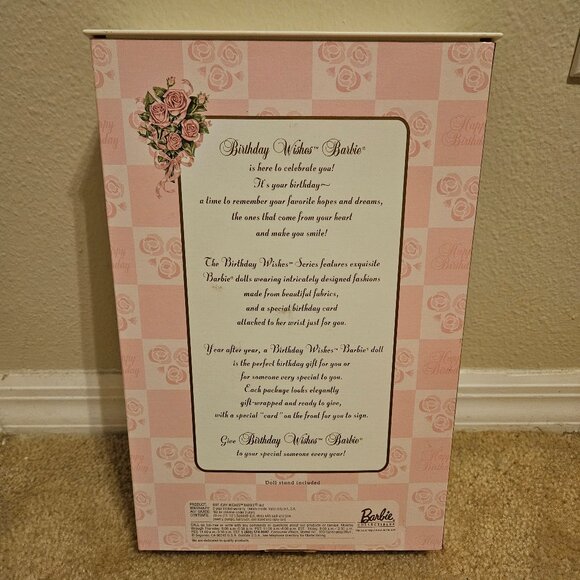 Birthday Wishes™ Barbie®
is here to celebrate you!
It's your birthday~
a time to remember your favorite hopes and dreams,
the ones that come from your heart
and make you smile!
The Birthday Wishes™ Series features exquisite
Barbie® dolls wearing intricately designed fashions
made from beautiful fabrics,
and a special birthday card
attached to her wrist just for you.
Year after year, a Birthday Wishes™ Barbie® doll
is the perfect birthday gift for you or
for someone very special to you.
Each package looks elegantly
gift-wrapped and ready to give,
with a special "card" on the front for you to sign.
Give Birthday Wishes™ Barbie®
to your special someone every year!
Doll stand included
PRODUCT:
CONTENTS:
Barbie
COLLECTIBLES
Happy
Birthday